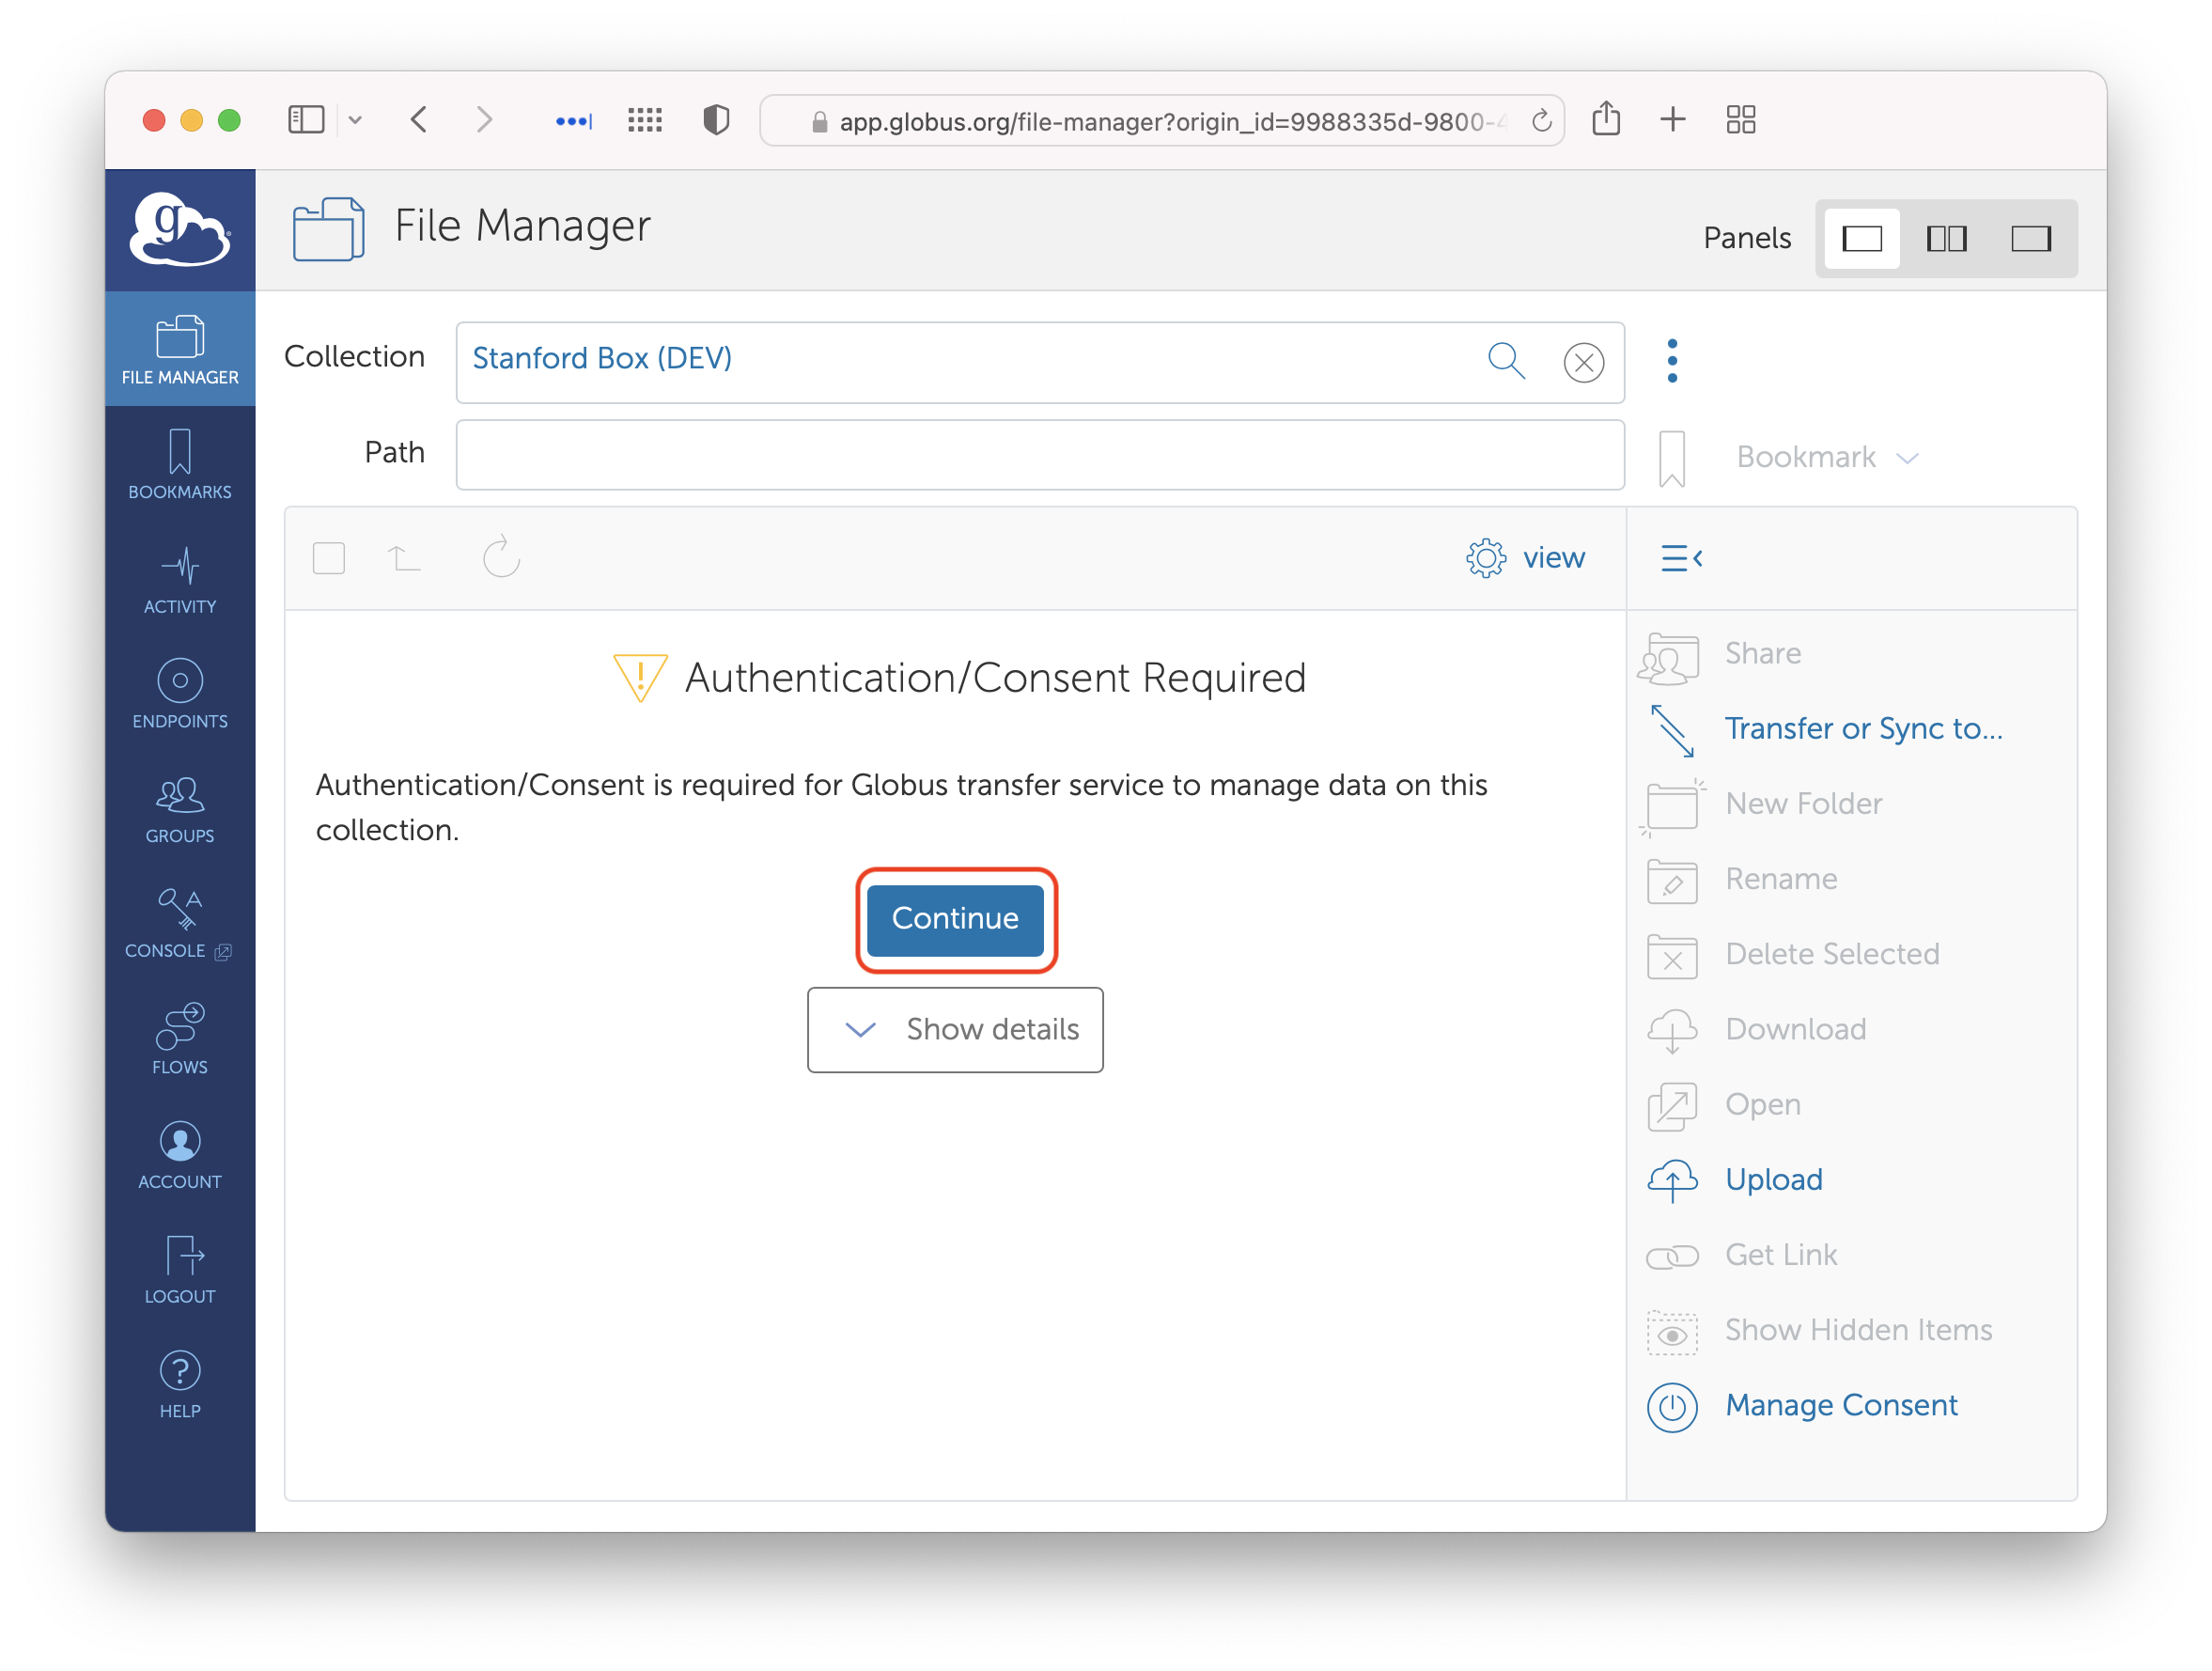 app.globus.org/file-manager?origin_id=9988335d-9800-
g
File Manager
Panels
FILE MANAGER
BOOKMARKS
ACTIVITY
ENDPOINTS
GROUPS
CONSOLE
FLOWS
ACCOUNT
LOGOUT
HELP
Collection
Stanford Box (DEV)
Path
Bookmark
view
Authentication/Consent Required
Authentication/Consent is required for Globus transfer service to manage data on this
collection.
Continue
Show details
Share
Transfer or Sync to...
New Folder
Rename
Delete Selected
Download
Open
Upload
Get Link
Show Hidden Items
Manage Consent